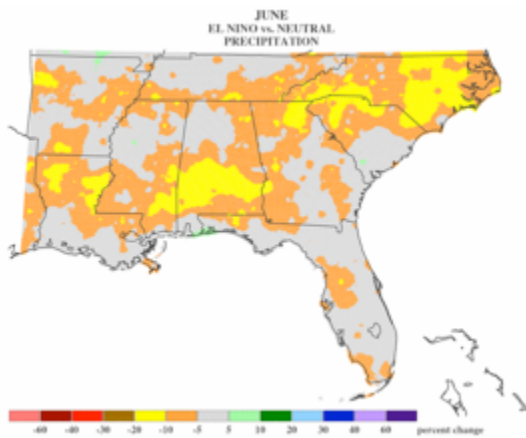 JUNE
EL NINO vs. NEUTRAL
PRECIPITATION
-60 -40 -30 -20 -10 -5 5 10 20 30 40 60 percent change